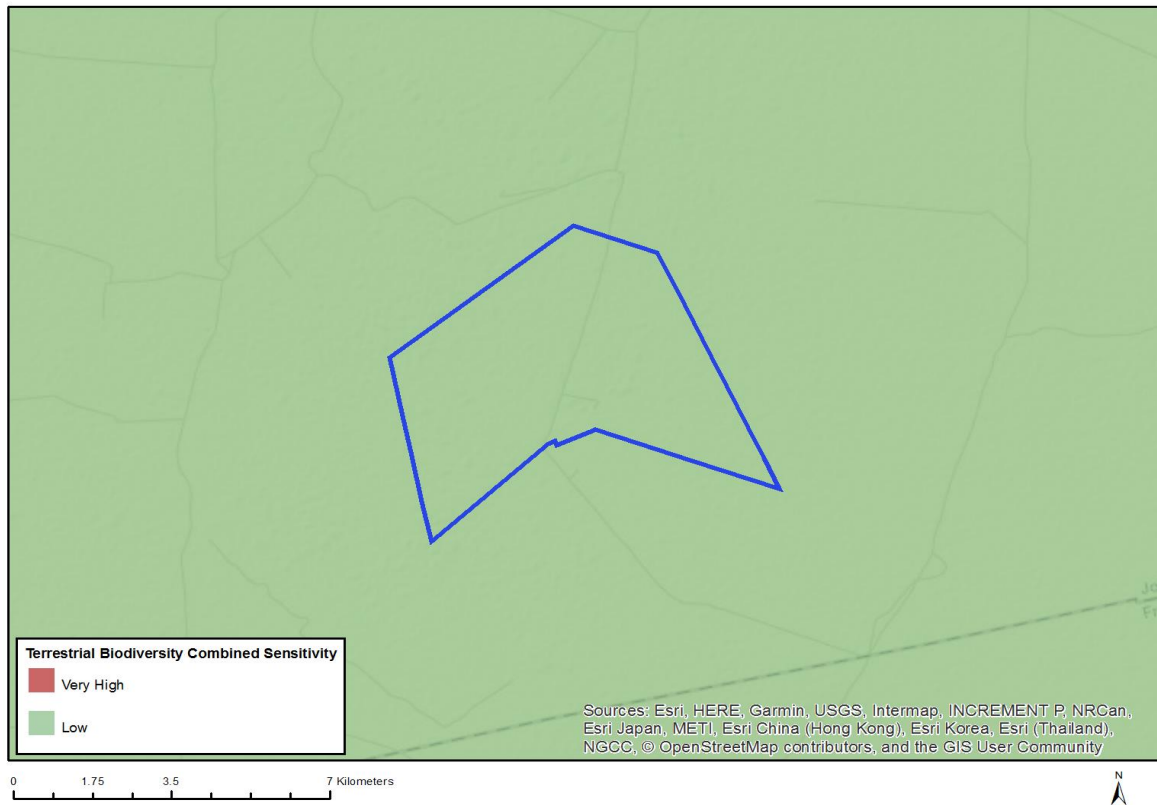 Terrestrial Biodiversity Combined Sensitivity
Very High
Low
Sources: Esri, HERE, Garmin, USGS, Intermap, INCREMENT P, NRCan,
Esri Japan, METI, Esri China (Hong Kong), Esri Korea, Esri (Thailand),
NGCC, © OpenStreetMap contributors, and the GIS User Community
0 1.75 3.5 7 Kilometers
N